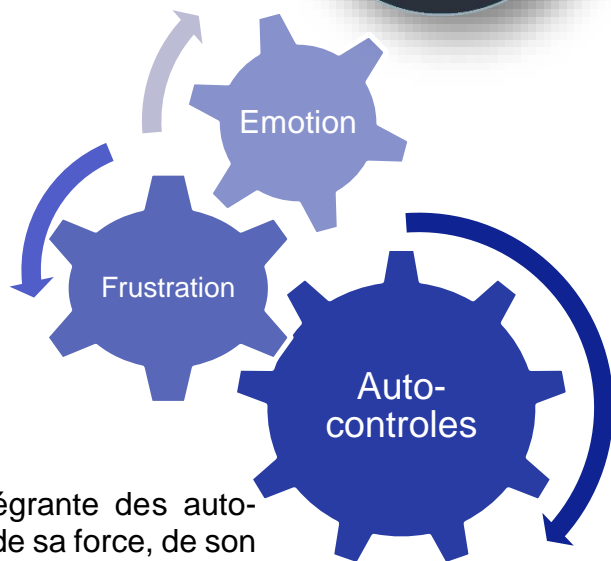 Emotion
Frustration
Auto-
controles
égrante des auto-
de sa force, de son